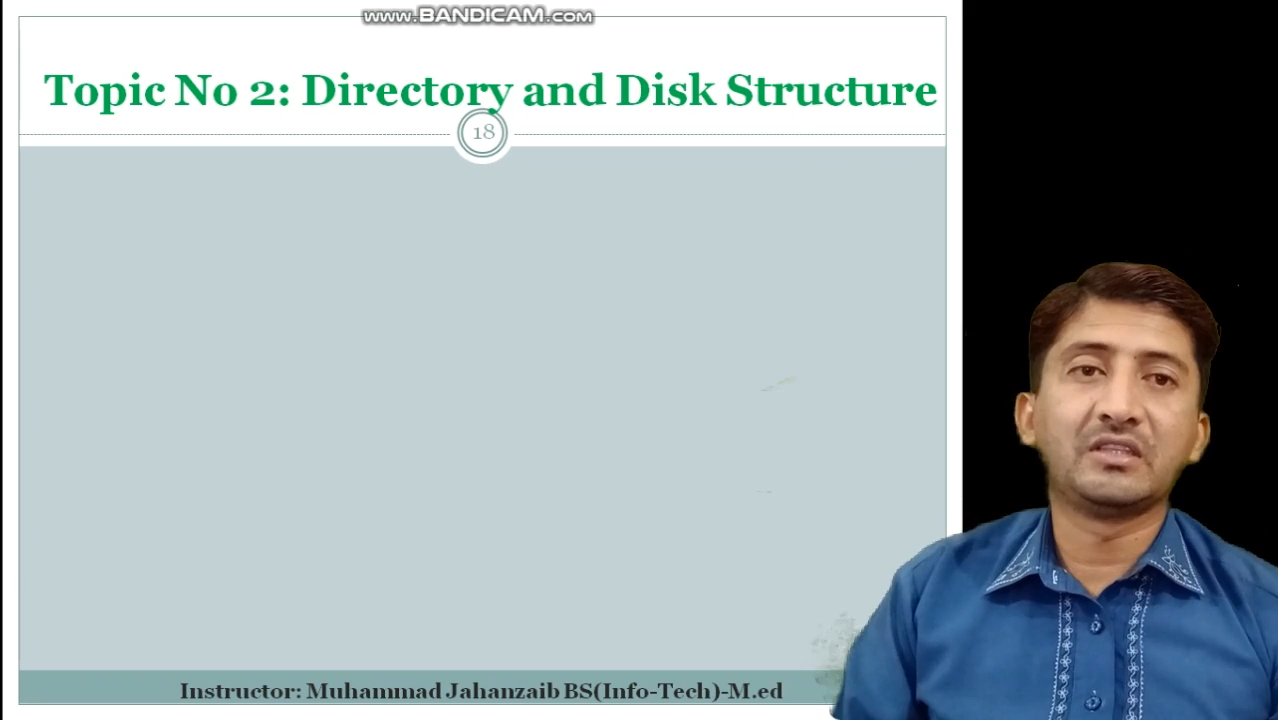 www.BANDICAM.com
Topic No 2: Directory and Disk Structure
18
Instructor: Muhammad Jahanzaib BS(Info-Tech)-M.ed